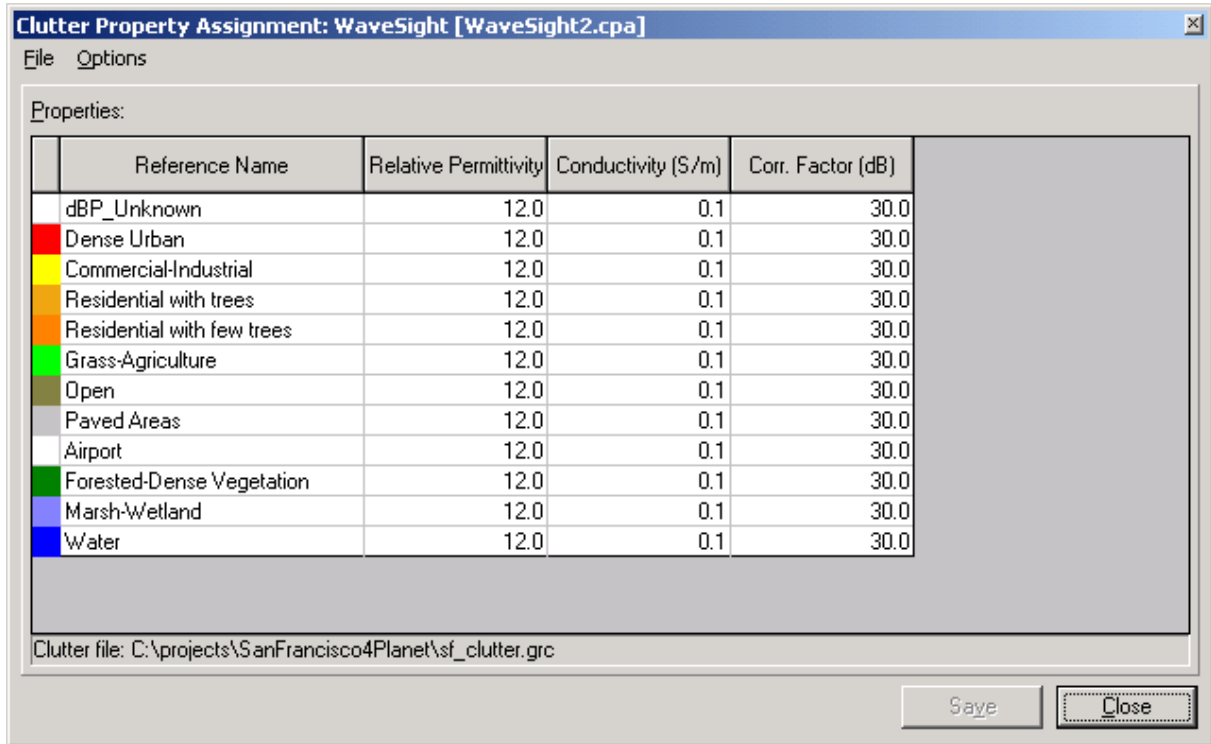 Clutter Property Assignment: WaveSight [WaveSight2.cpa]
File Options
Properties:
Reference Name Relative Permittivity Conductivity (S/m) Corr. Factor (dB)
dBP_Unknown 12.0 0.1 30.0
Dense Urban 12.0 0.1 30.0
Commercial-Industrial 12.0 0.1 30.0
Residential with trees 12.0 0.1 30.0
Residential with few trees 12.0 0.1 30.0
Grass-Agriculture 12.0 0.1 30.0
Open 12.0 0.1 30.0
Paved Areas 12.0 0.1 30.0
Airport 12.0 0.1 30.0
Forested-Dense Vegetation 12.0 0.1 30.0
Marsh-Wetland 12.0 0.1 30.0
Water 12.0 0.1 30.0
Clutter file: C:\projects\SanFrancisco4Planet\sf_clutter.grc
Save Close